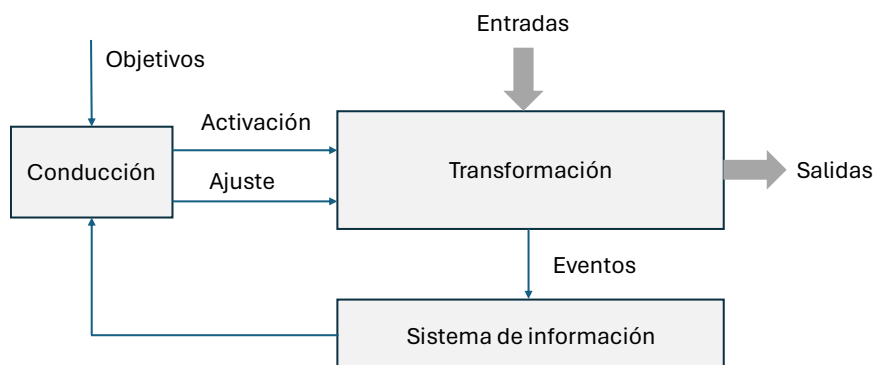 Entradas
Objetivos
Activación
Conducción
Transformación
Salidas
Ajuste
Eventos
Sistema de información